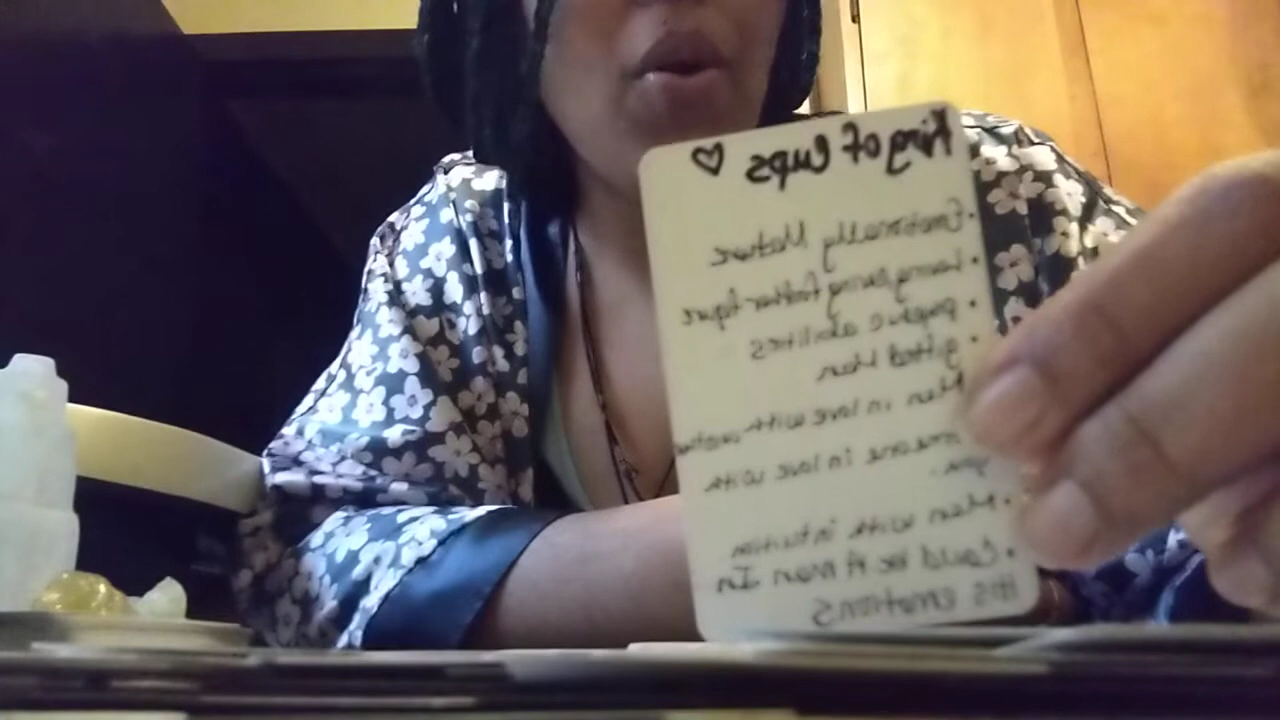 King of Cups ♡
• Emotionally Mature
• Loving, caring father figure
• psychic abilities
• gifted Man
Man in love with
someone in love with
you.
• Man with intuition
• Could be A man In
His emotions